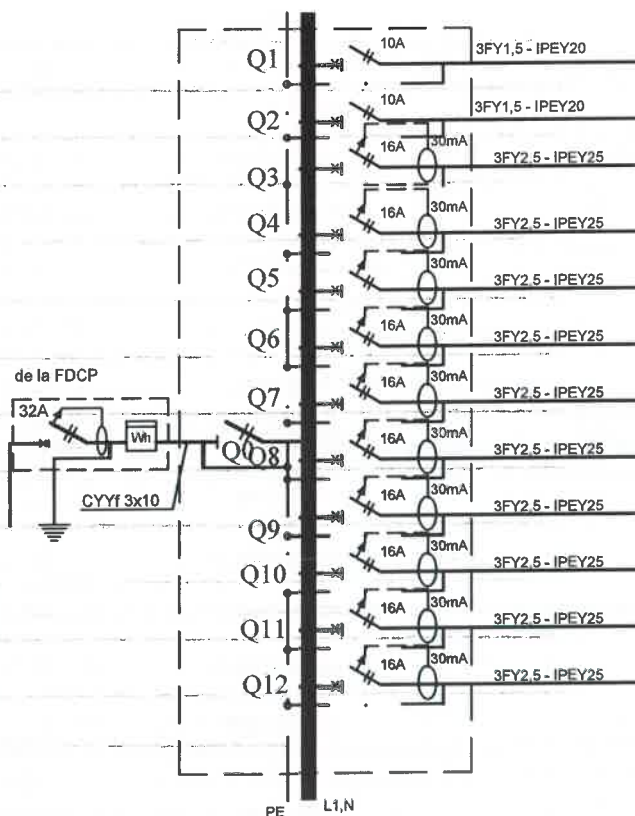 Q1 10A 3FY1,5 - IPEY20
Q2 10A 3FY1,5 - IPEY20
Q3 16A 30mA 3FY2,5 - IPEY25
Q4 16A 30mA 3FY2,5 - IPEY25
Q5 16A 30mA 3FY2,5 - IPEY25
Q6 16A 30mA 3FY2,5 - IPEY25
de la FDCP
32A
Wh
CYYf 3x10
Q7 16A 30mA 3FY2,5 - IPEY25
Q0
Q8 16A 30mA 3FY2,5 - IPEY25
Q9 16A 30mA 3FY2,5 - IPEY25
Q10 16A 30mA 3FY2,5 - IPEY25
Q11 16A 30mA 3FY2,5 - IPEY25
Q12 16A 30mA 3FY2,5 - IPEY25
PE L1,N